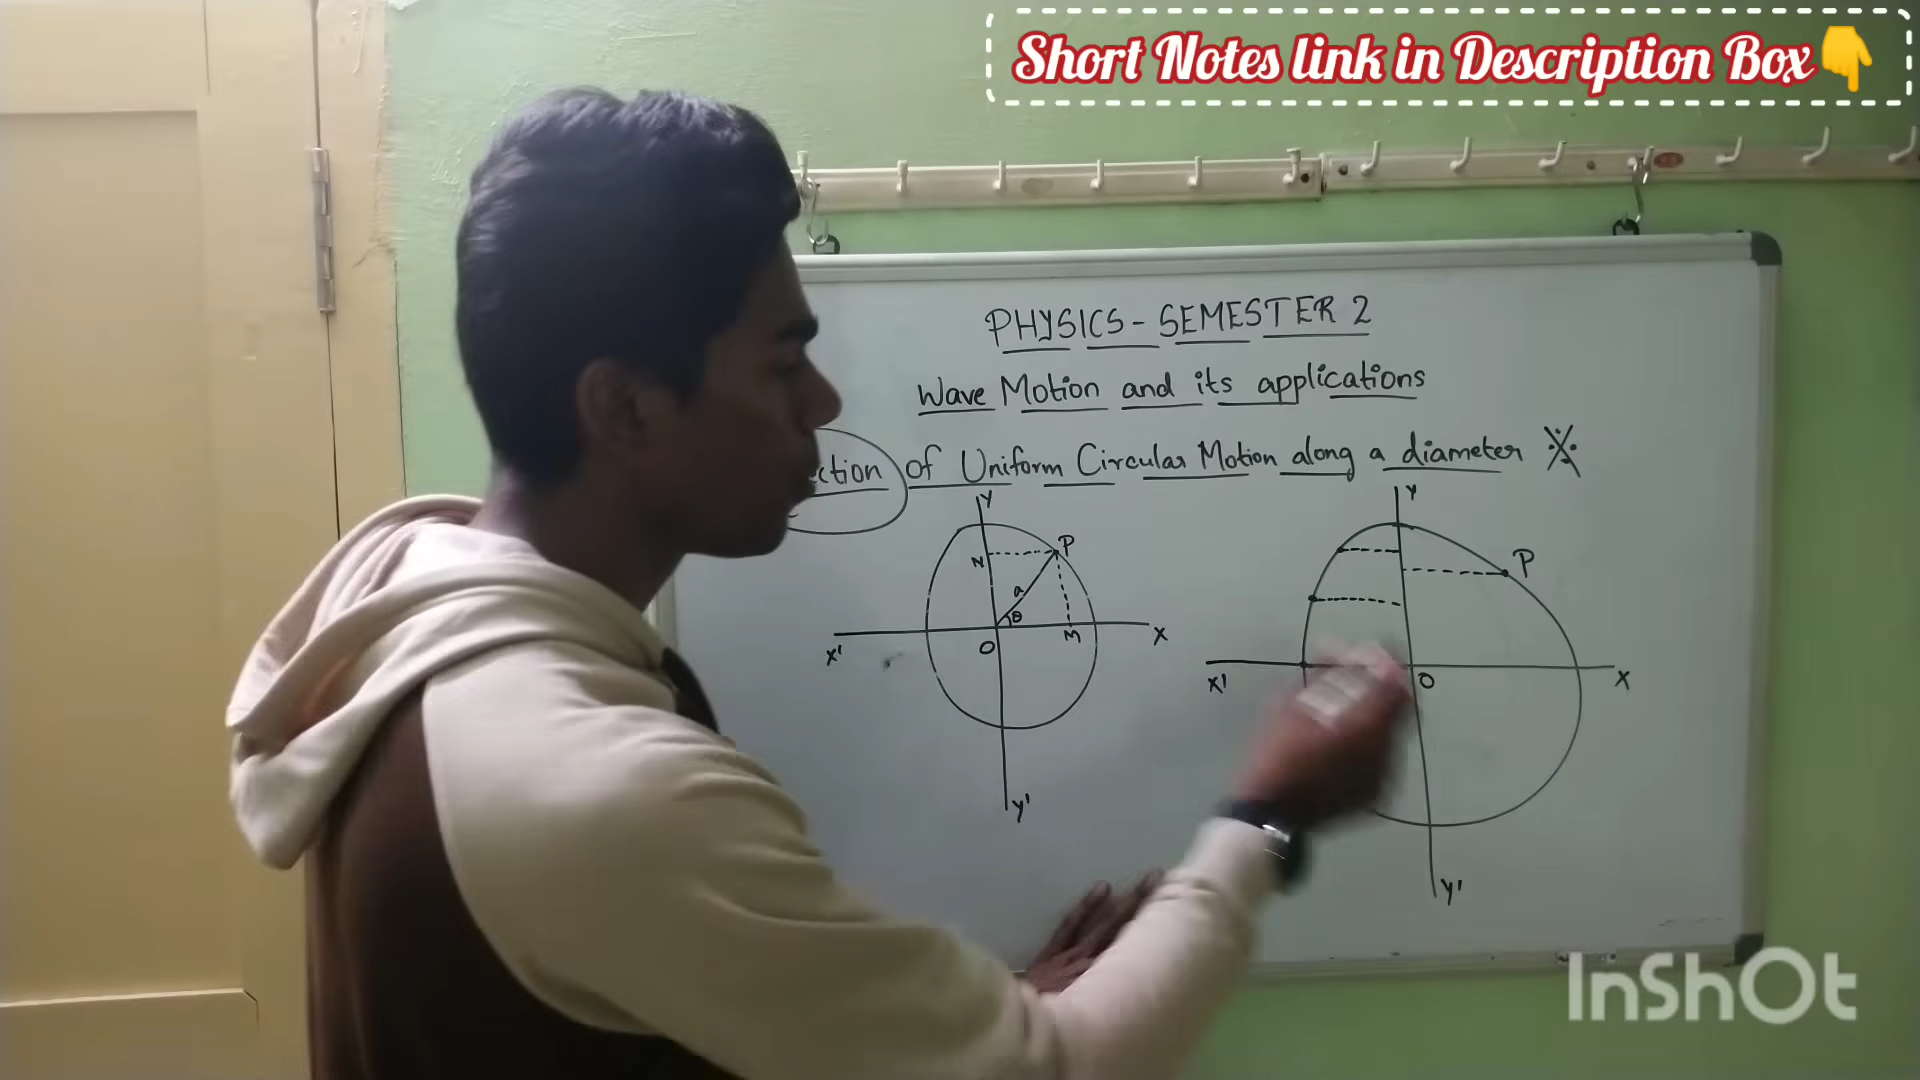 Short Notes link in Description Box
PHYSICS - SEMESTER 2
Wave Motion and its applications
of Uniform Circular Motion along a diameter
Y
P
N
a
θ
X'
O
M
X
Y'
Y
P
X'
O
X
Y'
InShOt